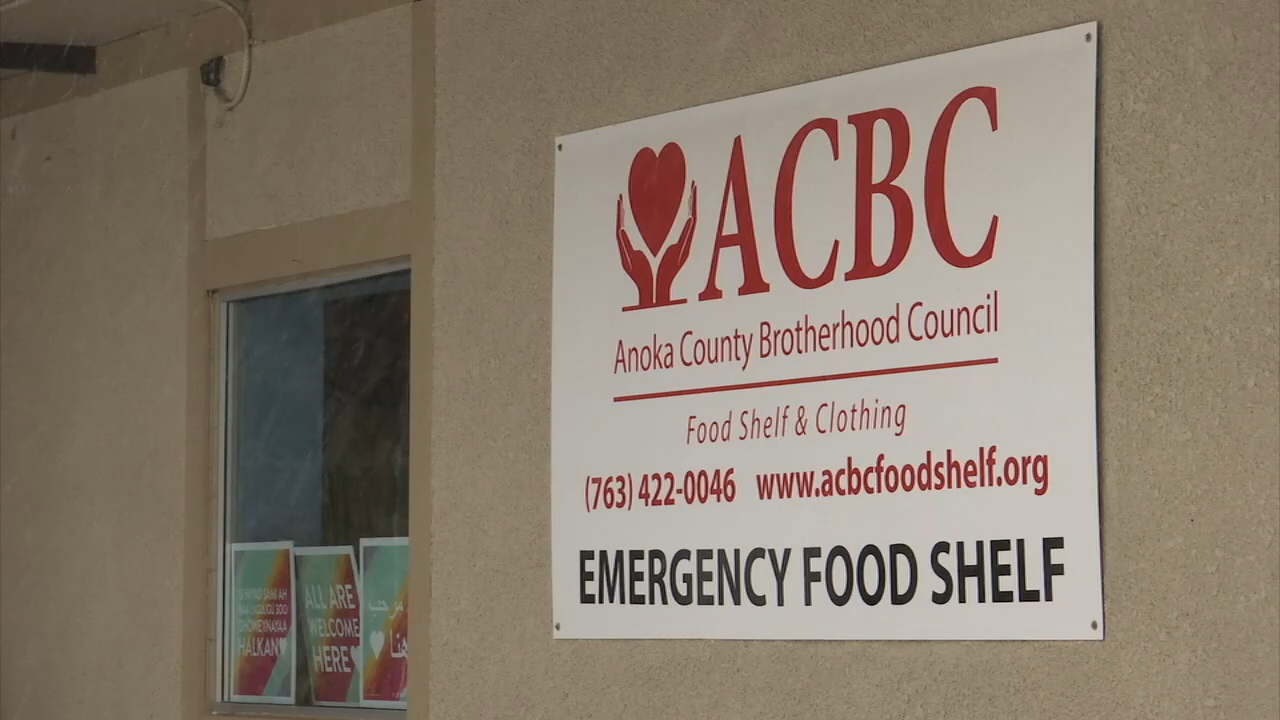 ACBC
Anoka County Brotherhood Council
Food Shelf & Clothing
(763) 422-0046 www.acbcfoodshelf.org
EMERGENCY FOOD SHELF
HALKAN
ALL ARE
WELCOME
HERE
هنا